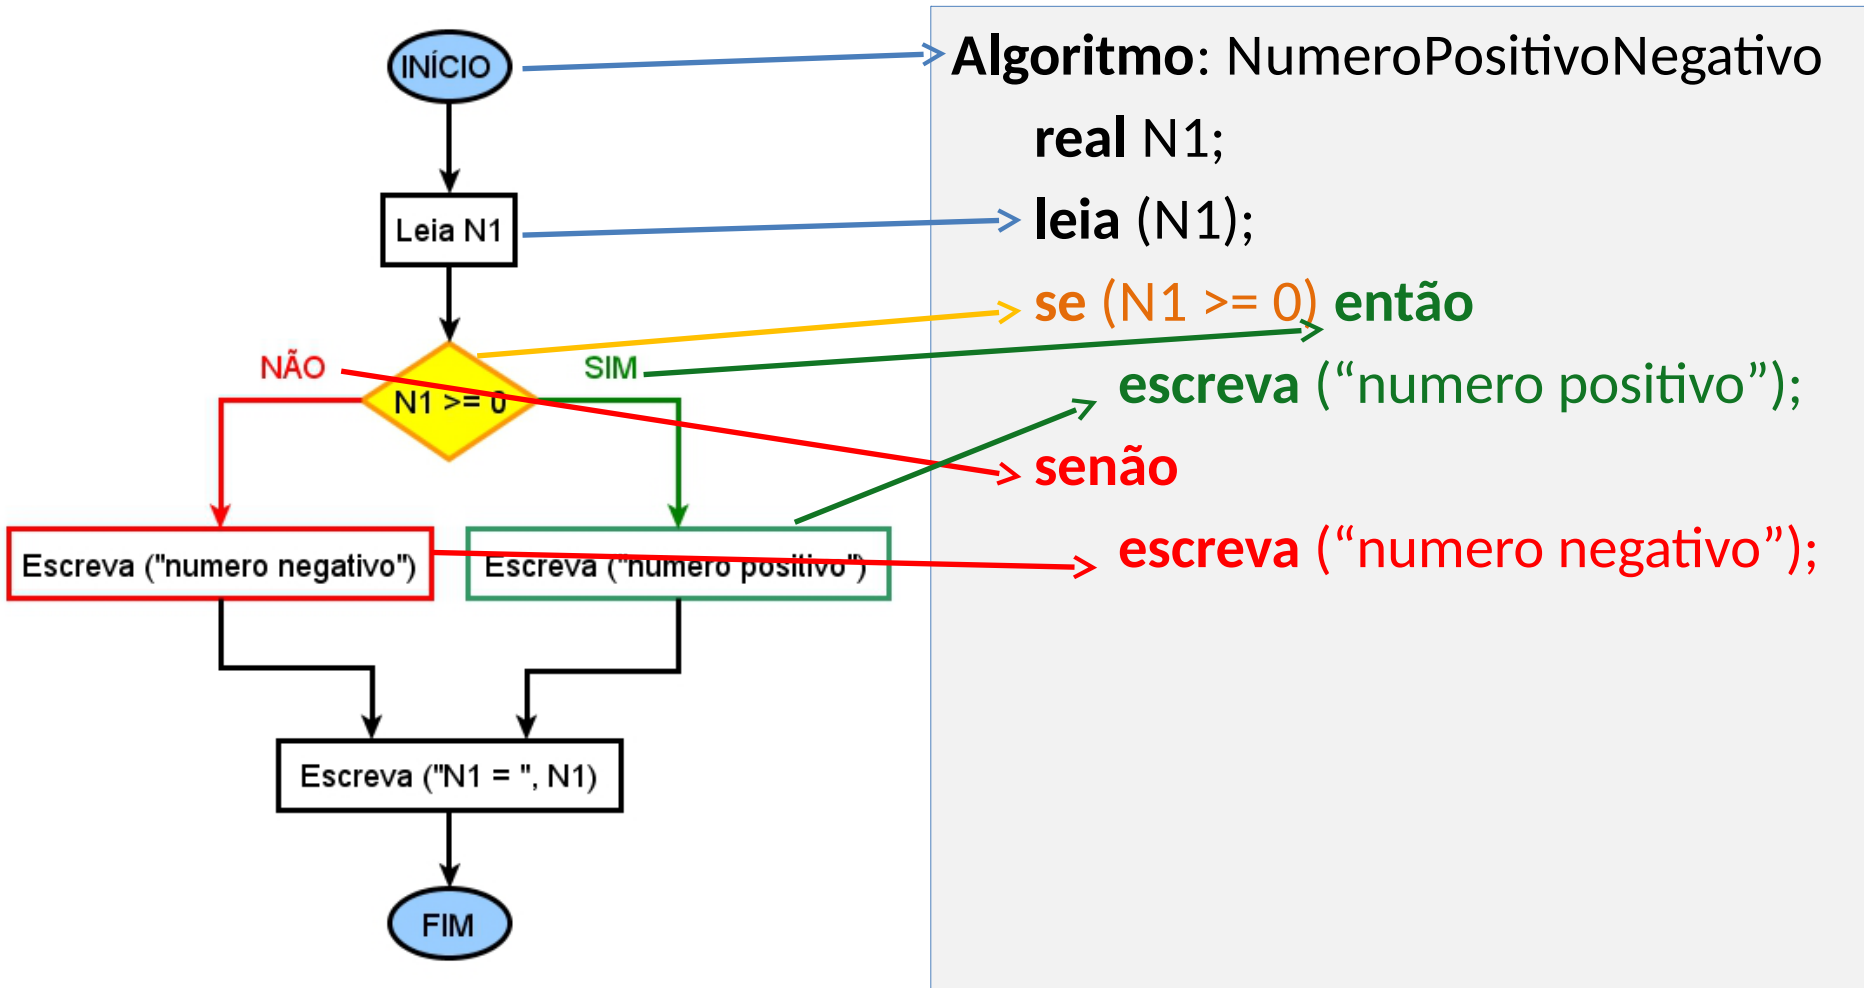 INÍCIO
Leia N1
NÃO
SIM
N1 >= 0
Escreva ("numero negativo")
Escreva ("numero positivo")
Escreva ("N1 = ", N1)
FIM
Algoritmo: NumeroPositivoNegativo
real N1;
leia (N1);
se (N1 >= 0) então
escreva (“numero positivo”);
senão
escreva (“numero negativo”);